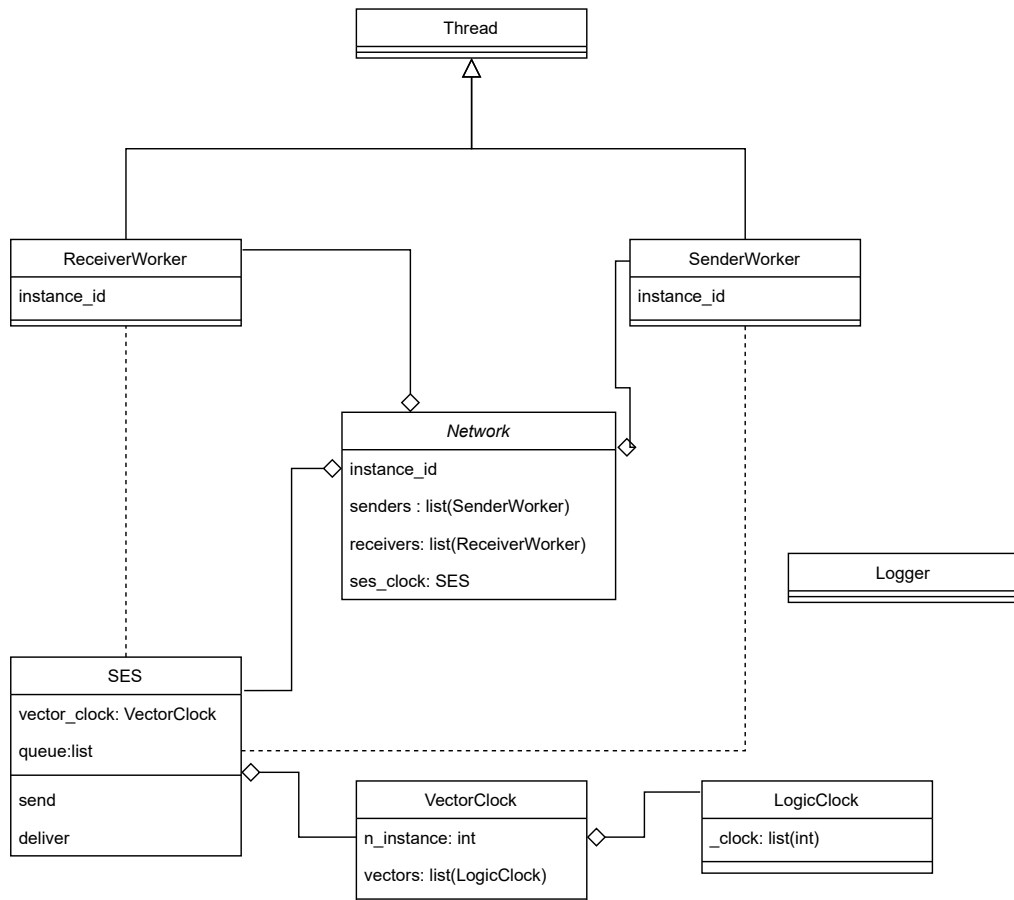 Thread
ReceiverWorker
instance_id
SenderWorker
instance_id
Network
instance_id
senders : list(SenderWorker)
receivers: list(ReceiverWorker)
ses_clock: SES
Logger
SES
vector_clock: VectorClock
queue:list
send
deliver
VectorClock
n_instance: int
vectors: list(LogicClock)
LogicClock
_clock: list(int)